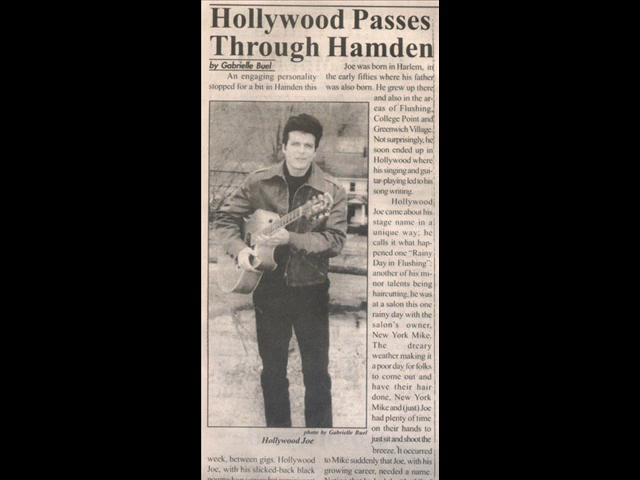 Hollywood Passes
Through Hamden
by Gabrielle Buel
An engaging personality
stopped for a bit in Hamden this
photo by Gabrielle Buel
Hollywood Joe
week, between gigs. Hollywood
Joe, with his slicked-back black
Joe was born in Harlem, in
the early fifties where his father
was also born. He grew up there
and also in the ar-
eas of Flushing,
College Point and
Greenwich Village.
Not surprisingly, he
soon ended up in
Hollywood where
his singing and gui-
tar-playing led to his
song writing.
Hollywood
Joe came about his
stage name in a
unique way; he
calls it what hap-
pened one "Rainy
Day in Flushing":
another of his mi-
nor talents being
haircutting, he was
at a salon this one
rainy day with the
salon's owner,
New York Mike.
The dreary
weather making it
a poor day for folks
to come out and
have their hair
done, New York
Mike and (just) Joe
had plenty of time
on their hands to
just sit and shoot the
breeze. It occurred
to Mike suddenly that Joe, with his
growing career, needed a name.